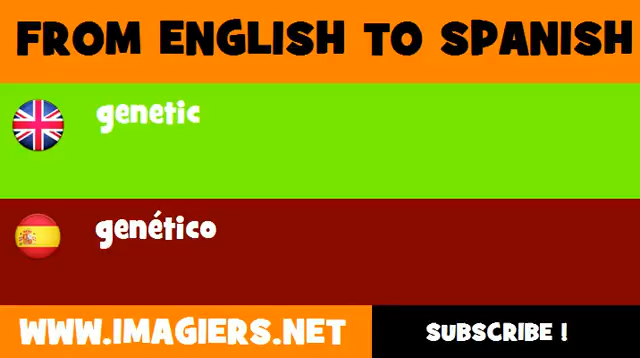 FROM ENGLISH TO SPANISH
genetic
genético
WWW.IMAGIERS.NET
SUBSCRIBE !